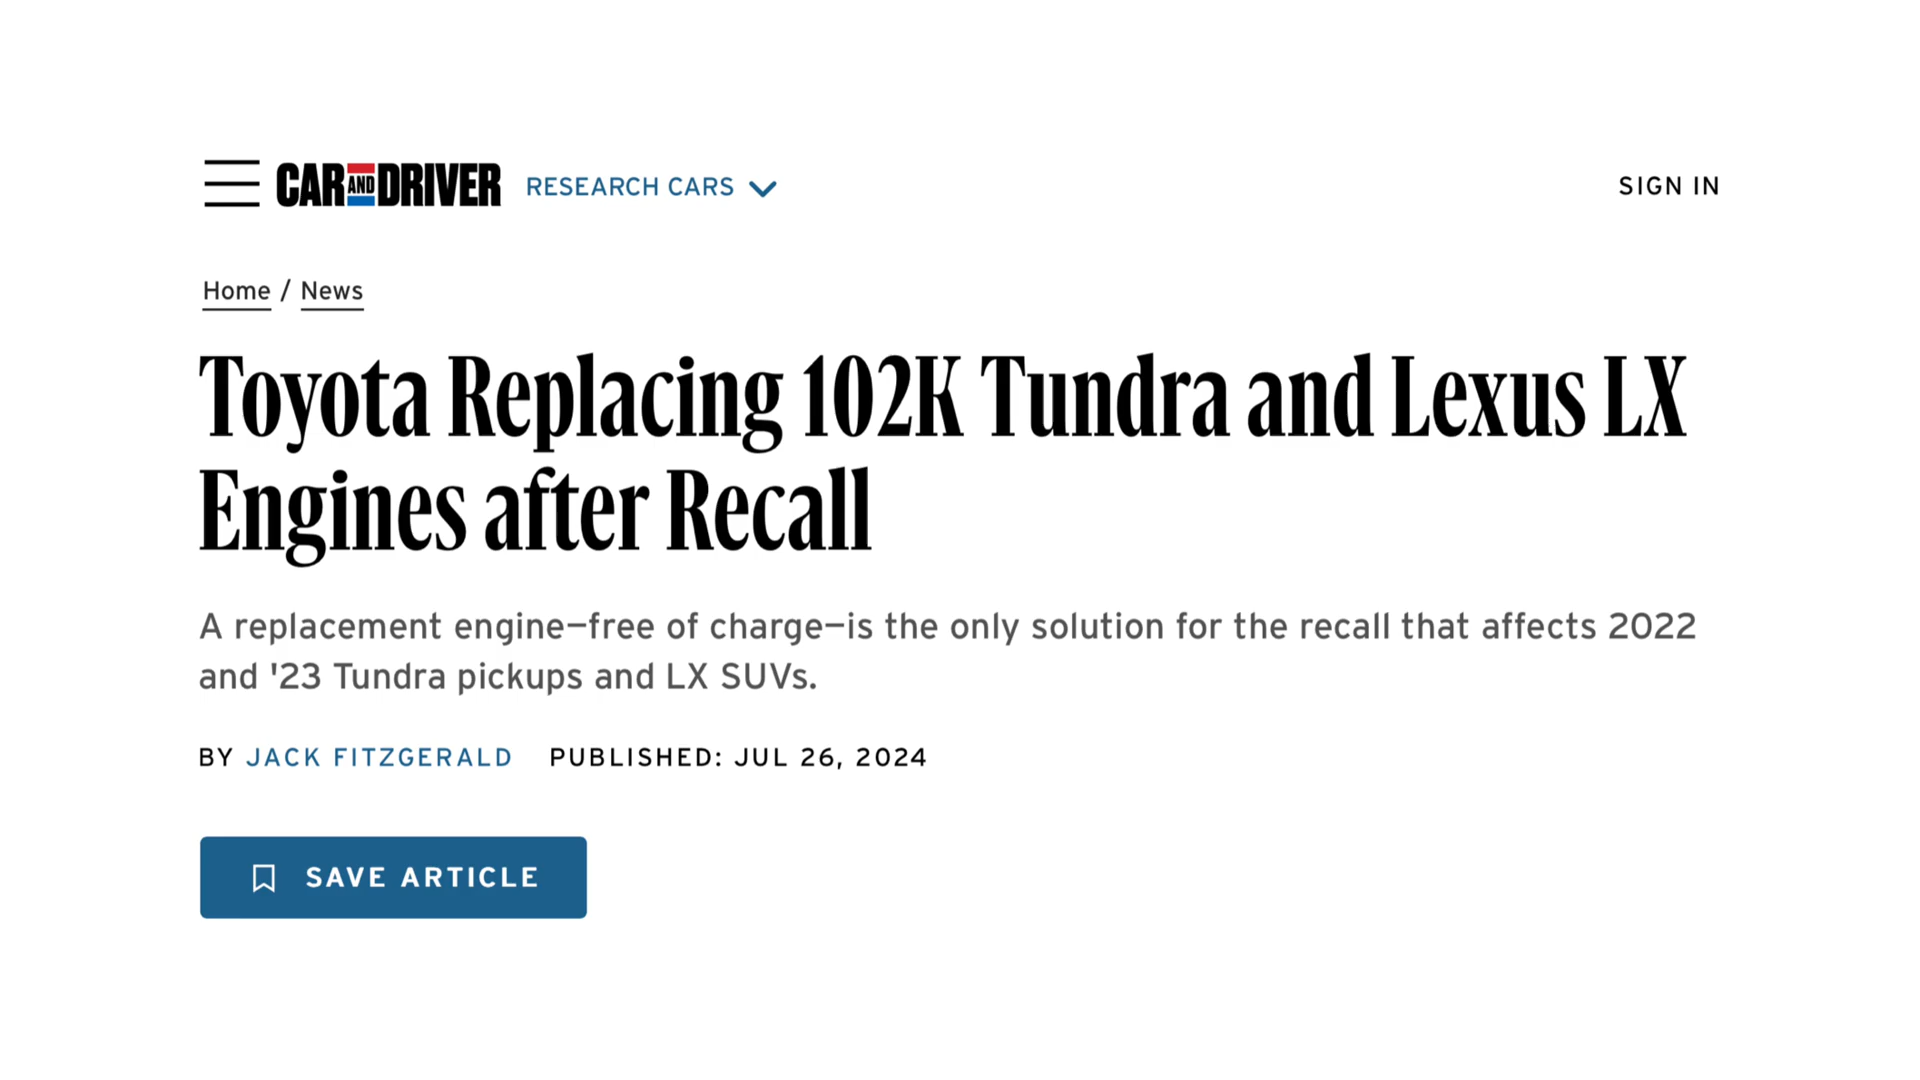 CAR AND DRIVER RESEARCH CARS SIGN IN
Home / News
Toyota Replacing 102K Tundra and Lexus LX
Engines after Recall
A replacement engine—free of charge—is the only solution for the recall that affects 2022
and '23 Tundra pickups and LX SUVs.
BY JACK FITZGERALD PUBLISHED: JUL 26, 2024
SAVE ARTICLE